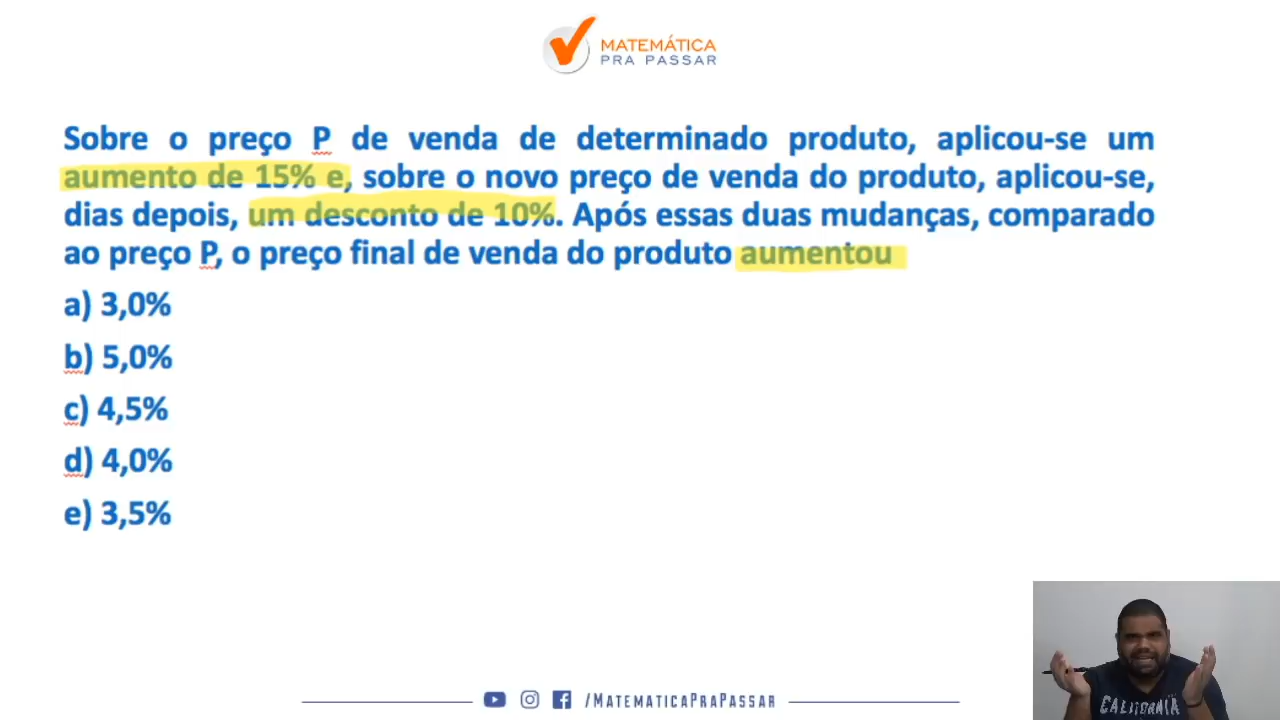 MATEMÁTICA
PRA PASSAR
Sobre o preço P de venda de determinado produto, aplicou-se um
aumento de 15% e, sobre o novo preço de venda do produto, aplicou-se,
dias depois, um desconto de 10%. Após essas duas mudanças, comparado
ao preço P, o preço final de venda do produto aumentou
a) 3,0%
b) 5,0%
c) 4,5%
d) 4,0%
e) 3,5%
/MATEMATICAPRAPASSAR
CALIFORNIA